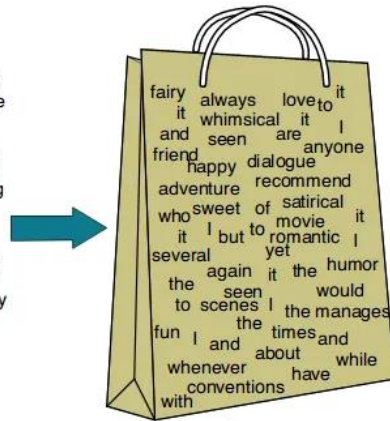 fairy always love to it
it whimsical it I
and seen are anyone
friend happy dialogue
adventure recommend
who sweet of satirical it
it I but to movie romantic I
several yet
again it the humor
the seen would
to scenes I the manages
fun I and the times and
about while
whenever have
conventions
with